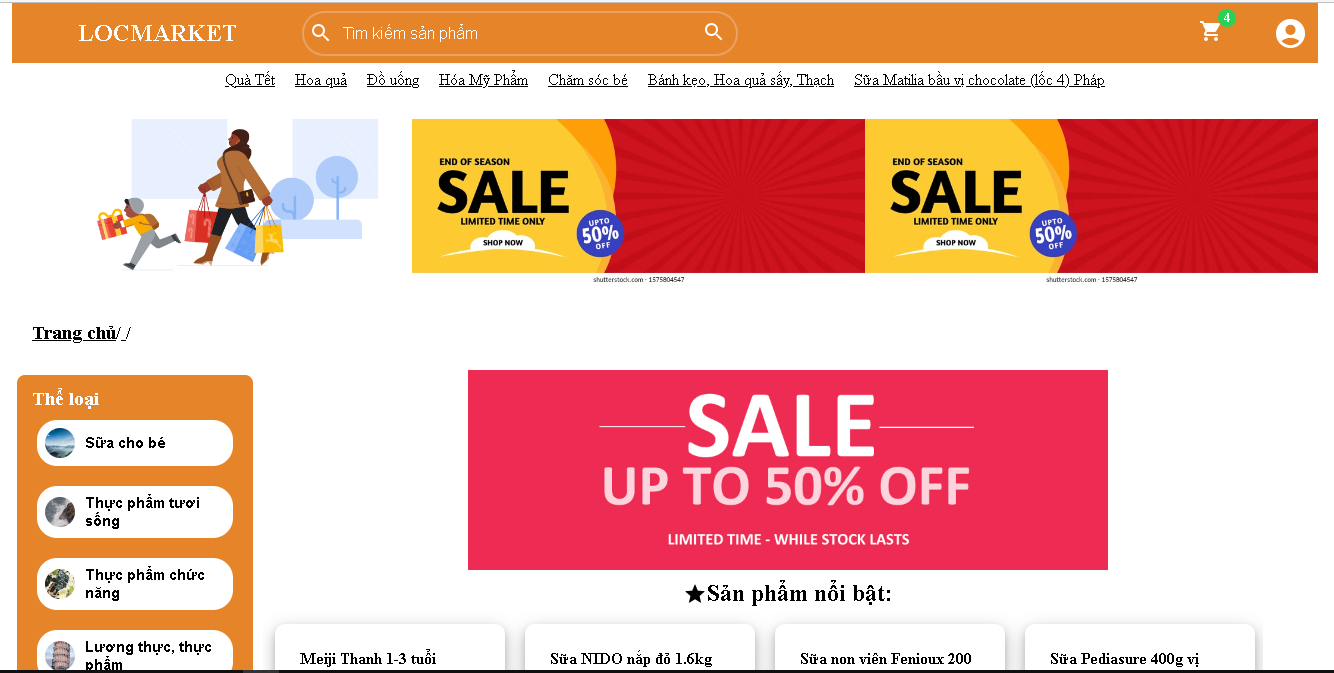 LOCMARKET
Tìm kiếm sản phẩm
4
Quà Tết Hoa quả Đồ uống Hóa Mỹ Phẩm Chăm sóc bé Bánh kẹo, Hoa quả sấy, Thạch Sữa Matilia bầu vị chocolate (lốc 4) Pháp
END OF SEASON
SALE
LIMITED TIME ONLY
SHOP NOW
UPTO
50%
OFF
shutterstock.com · 1575804547
END OF SEASON
SALE
LIMITED TIME ONLY
SHOP NOW
UPTO
50%
OFF
shutterstock.com · 1575804547
Trang chủ/ /
Thể loại
Sữa cho bé
Thực phẩm tươi
sống
Thực phẩm chức
năng
Lương thực, thực
phẩm
SALE
UP TO 50% OFF
LIMITED TIME - WHILE STOCK LASTS
Sản phẩm nổi bật:
Meiji Thanh 1-3 tuổi
Sữa NIDO nắp đỏ 1.6kg
Sữa non viên Fenioux 200
Sữa Pediasure 400g vị